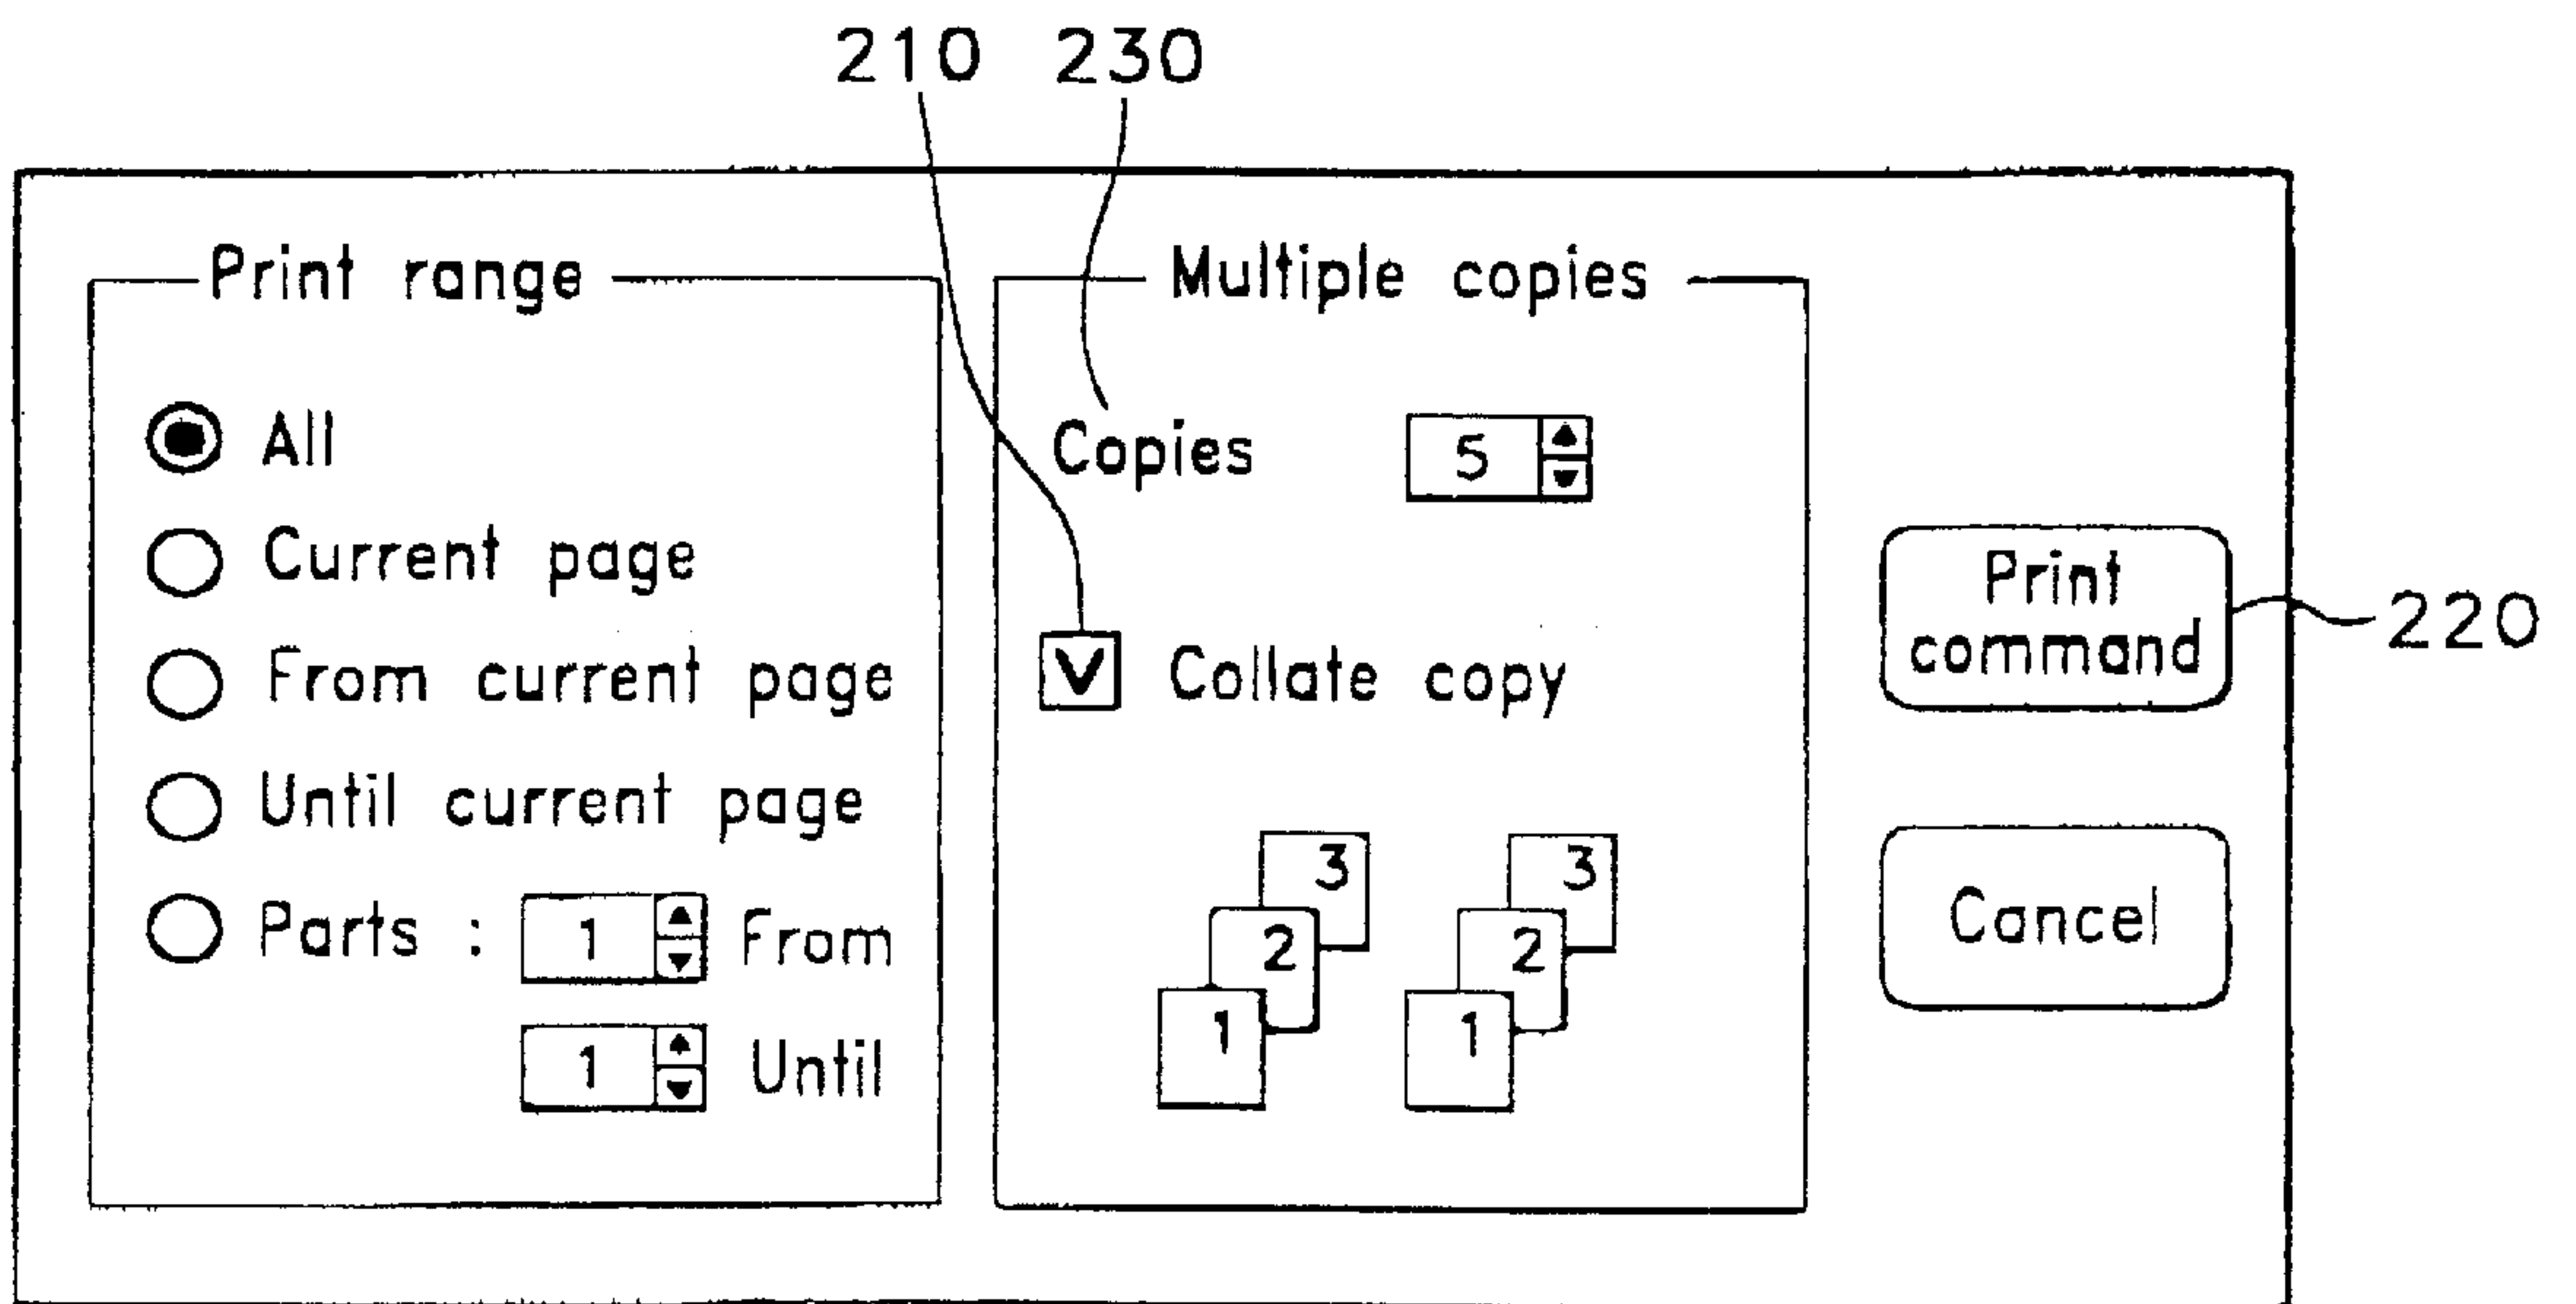 210 230
Print range
All
Current page
From current page
Until current page
Parts : 1 From
1 Until
Multiple copies
Copies 5
V Collate copy
3 3
2 2
1 1
Print
command
220
Cancel